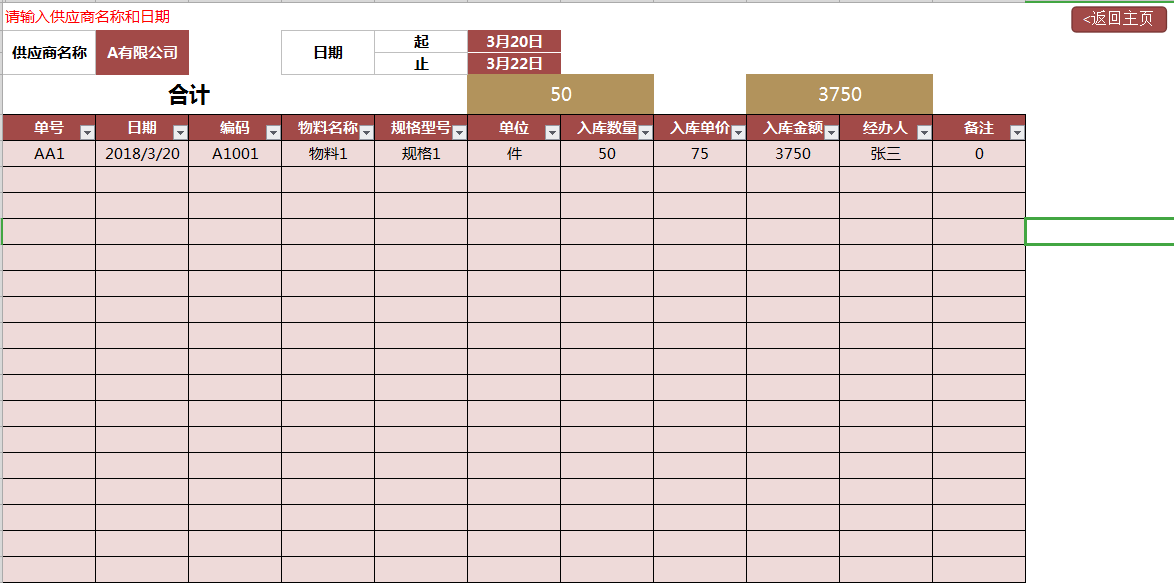 请输入供应商名称和日期
<返回主页
供应商名称 A有限公司 日期 起 3月20日
止 3月22日
合计 50 3750
单号 日期 编码 物料名称 规格型号 单位 入库数量 入库单价 入库金额 经办人 备注
AA1 2018/3/20 A1001 物料1 规格1 件 50 75 3750 张三 0